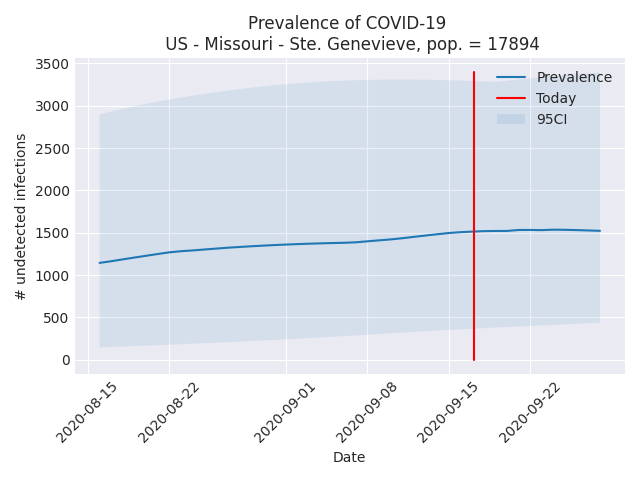 Prevalence of COVID-19
US - Missouri - Ste. Genevieve, pop. = 17894
3500
3000
2500
2000
1500
1000
500
0
# undetected infections
Prevalence
Today
95CI
2020-08-15
2020-08-22
2020-09-01
2020-09-08
2020-09-15
2020-09-22
Date